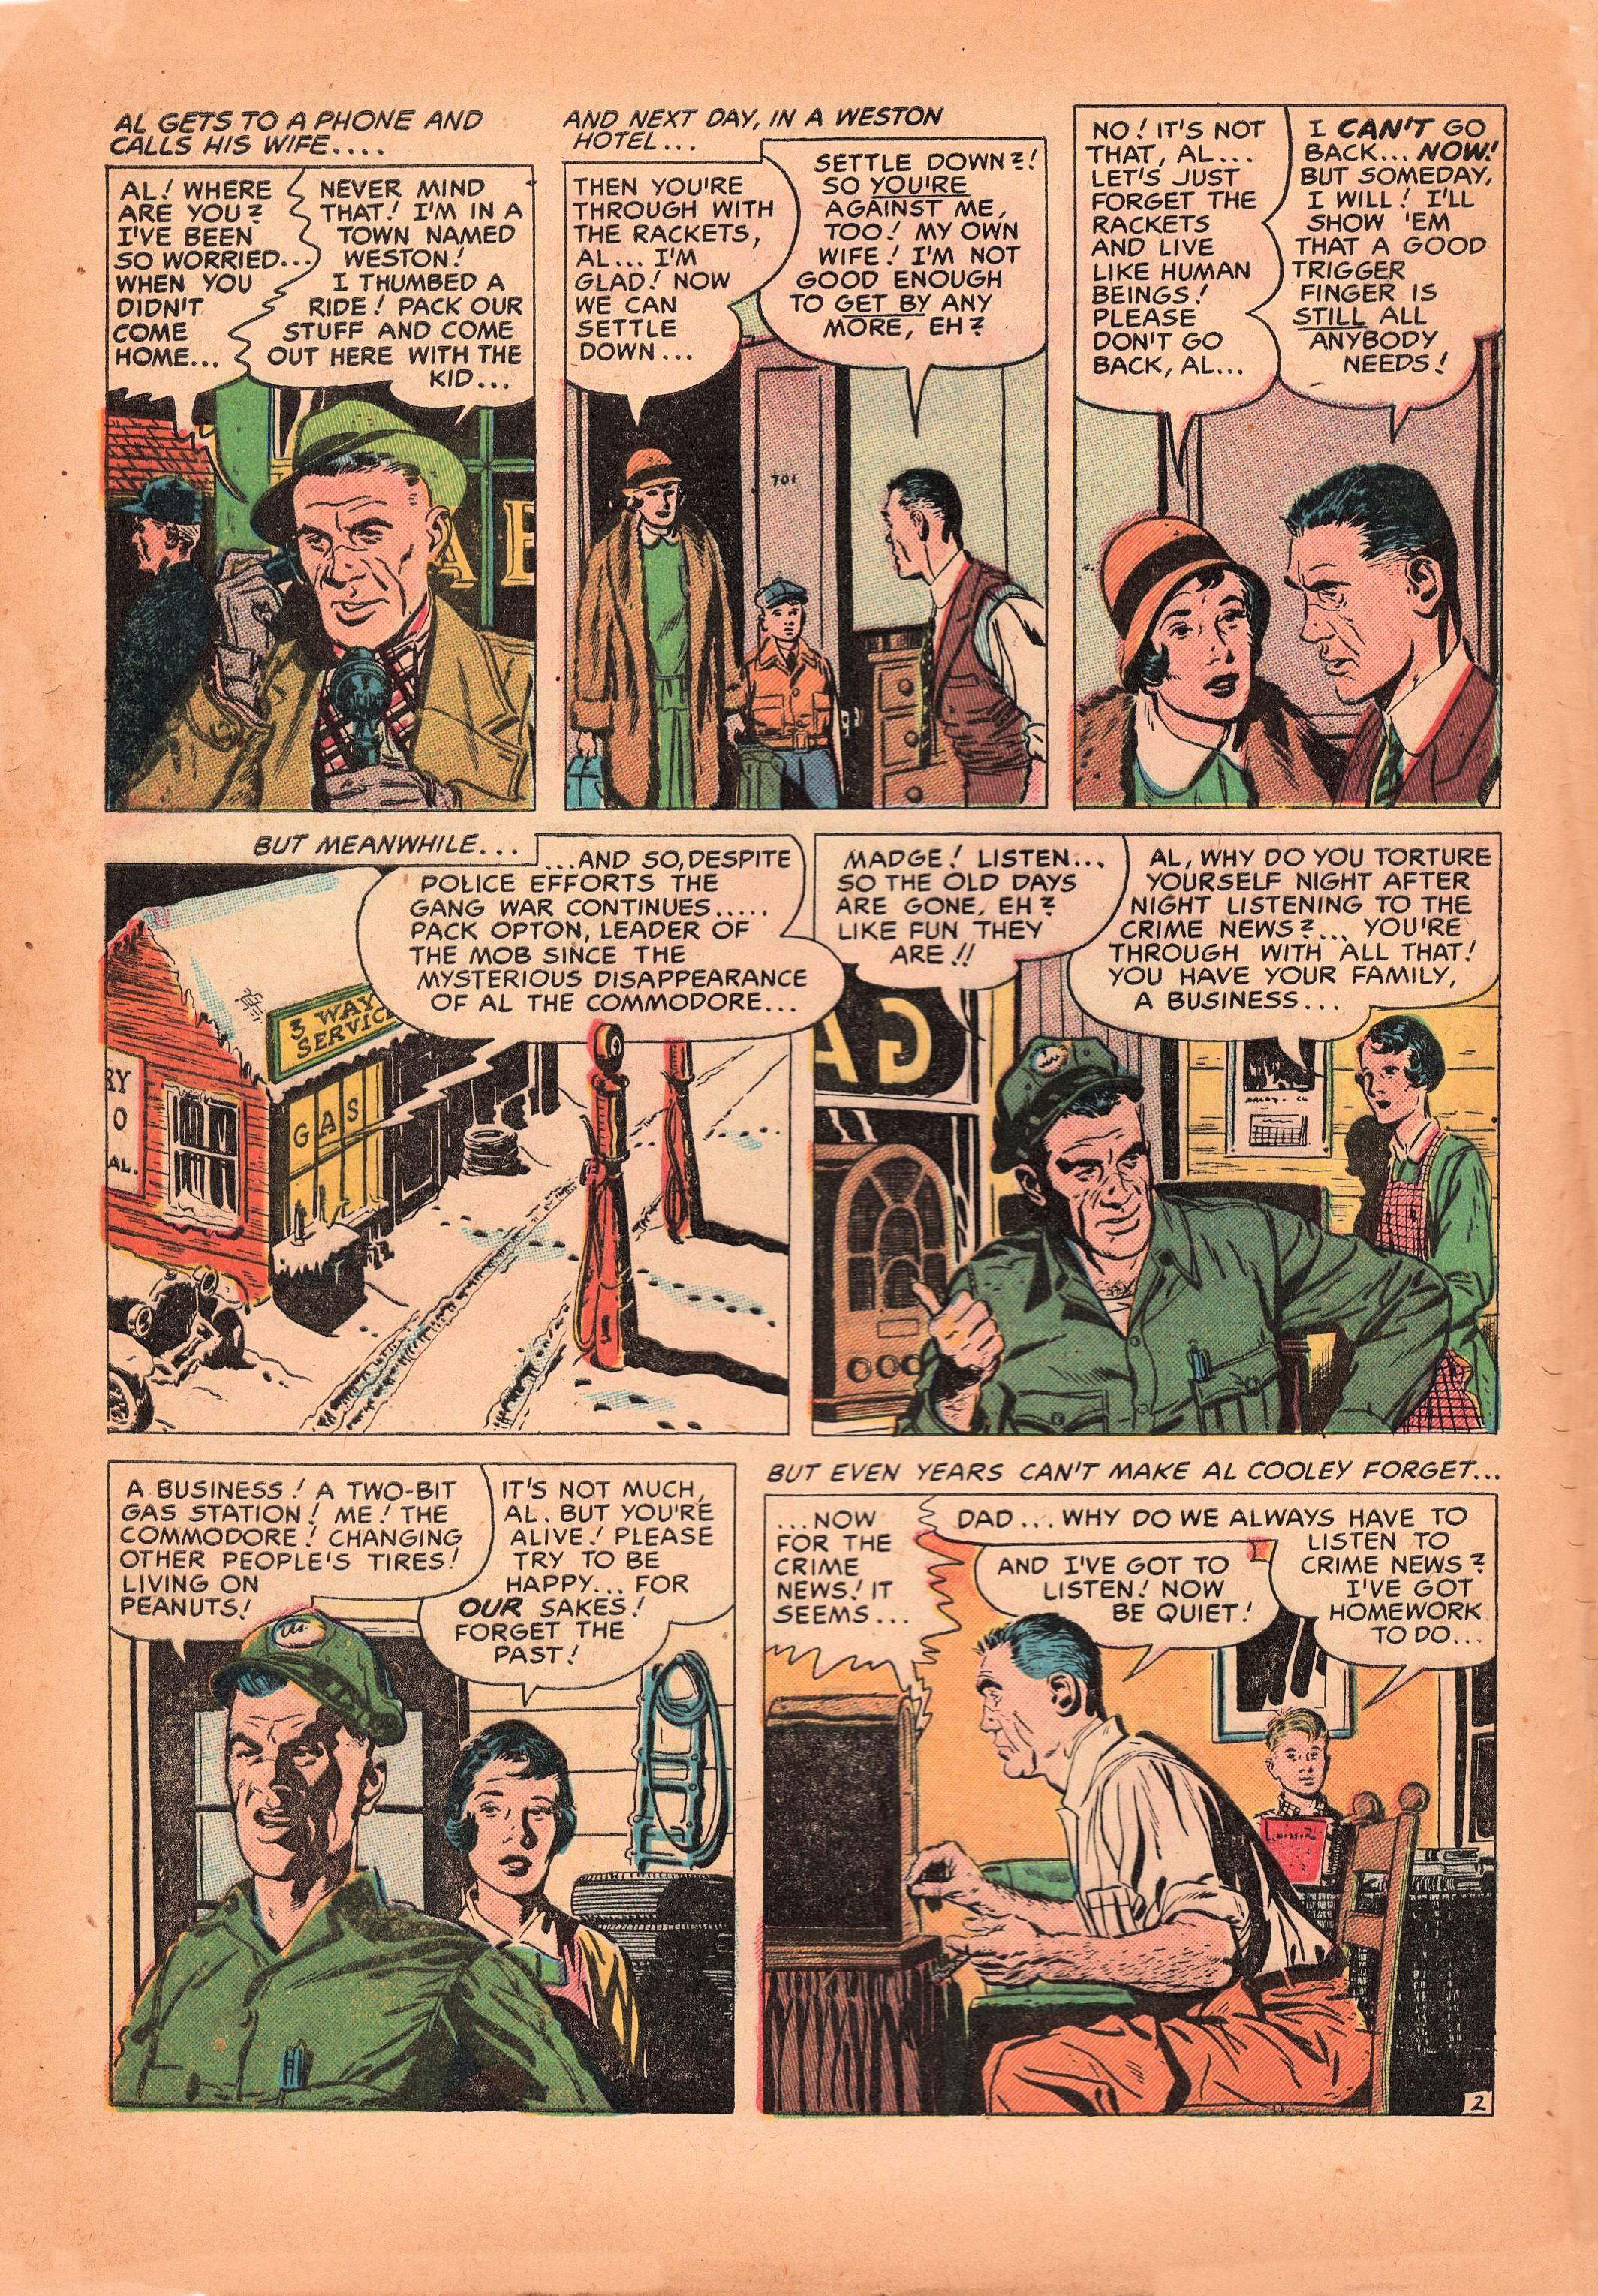 AL GETS TO A PHONE AND
CALLS HIS WIFE....
AL! WHERE
ARE YOU?
I'VE BEEN
SO WORRIED...
WHEN YOU
DIDN'T
COME
HOME...
NEVER MIND
THAT! I'M IN A
TOWN NAMED
WESTON!
I THUMBED A
RIDE! PACK OUR
STUFF AND COME
OUT HERE WITH THE
KID...
AND NEXT DAY, IN A WESTON
HOTEL...
THEN YOU'RE
THROUGH WITH
THE RACKETS,
AL... I'M
GLAD! NOW
WE CAN
SETTLE
DOWN...
SETTLE DOWN?!
SO YOU'RE
AGAINST ME,
TOO! MY OWN
WIFE! I'M NOT
GOOD ENOUGH
TO GET BY ANY
MORE, EH?
701
NO! IT'S NOT
THAT, AL...
LET'S JUST
FORGET THE
RACKETS
AND LIVE
LIKE HUMAN
BEINGS!
PLEASE
DON'T GO
BACK, AL...
I CAN'T GO
BACK... NOW!
BUT SOMEDAY,
I WILL! I'LL
SHOW 'EM
THAT A GOOD
TRIGGER
FINGER IS
STILL ALL
ANYBODY
NEEDS!
BUT MEANWHILE...
...AND SO, DESPITE
POLICE EFFORTS THE
GANG WAR CONTINUES.....
PACK OPTON, LEADER OF
THE MOB SINCE THE
MYSTERIOUS DISAPPEARANCE
OF AL THE COMMODORE...
3 WAY
SERVICE
GAS
RY
O
AL.
MADGE! LISTEN...
SO THE OLD DAYS
ARE GONE, EH?
LIKE FUN THEY
ARE!!
AL, WHY DO YOU TORTURE
YOURSELF NIGHT AFTER
NIGHT LISTENING TO THE
CRIME NEWS?... YOU'RE
THROUGH WITH ALL THAT!
YOU HAVE YOUR FAMILY,
A BUSINESS...
GA
A BUSINESS! A TWO-BIT
GAS STATION! ME! THE
COMMODORE! CHANGING
OTHER PEOPLE'S TIRES!
LIVING ON
PEANUTS!
IT'S NOT MUCH,
AL. BUT YOU'RE
ALIVE! PLEASE
TRY TO BE
HAPPY... FOR
OUR SAKES!
FORGET THE
PAST!
BUT EVEN YEARS CAN'T MAKE AL COOLEY FORGET...
...NOW
FOR THE
CRIME
NEWS! IT
SEEMS...
DAD... WHY DO WE ALWAYS HAVE TO
LISTEN TO
CRIME NEWS?
I'VE GOT
HOMEWORK
TO DO...
AND I'VE GOT TO
LISTEN! NOW
BE QUIET!
2